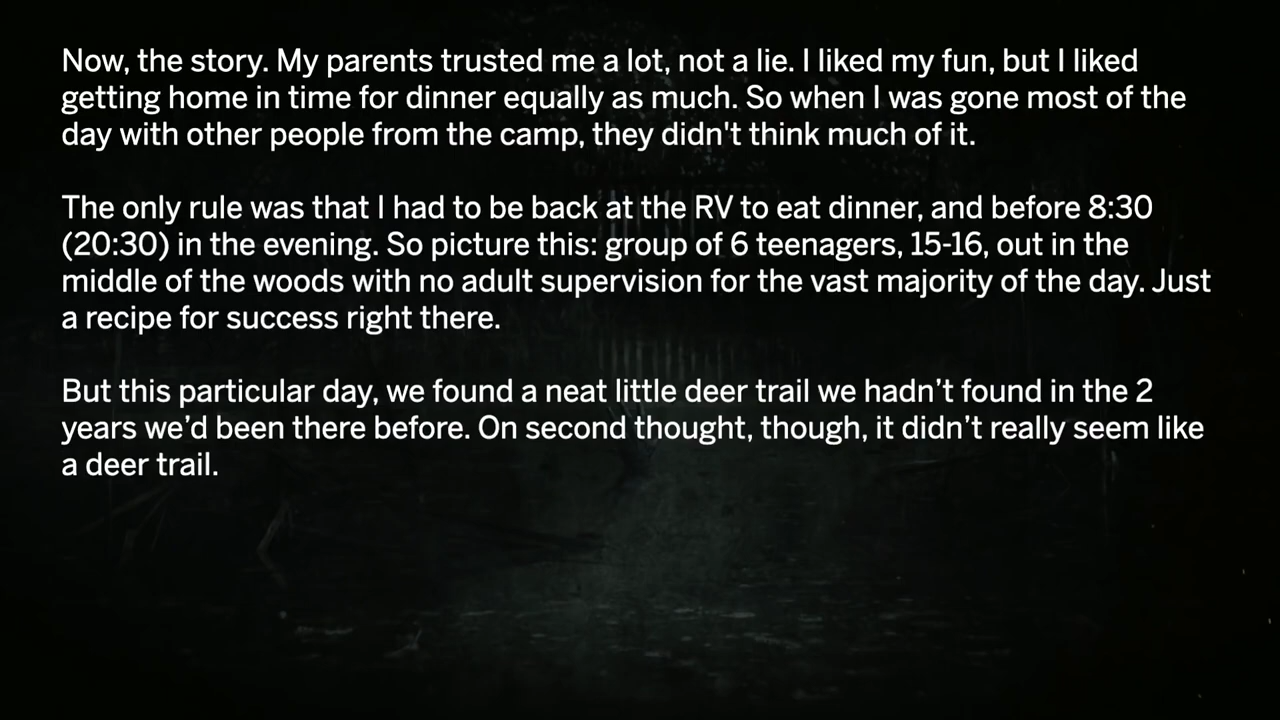 Now, the story. My parents trusted me a lot, not a lie. I liked my fun, but I liked
getting home in time for dinner equally as much. So when I was gone most of the
day with other people from the camp, they didn't think much of it.
The only rule was that I had to be back at the RV to eat dinner, and before 8:30
(20:30) in the evening. So picture this: group of 6 teenagers, 15-16, out in the
middle of the woods with no adult supervision for the vast majority of the day. Just
a recipe for success right there.
But this particular day, we found a neat little deer trail we hadn’t found in the 2
years we’d been there before. On second thought, though, it didn’t really seem like
a deer trail.